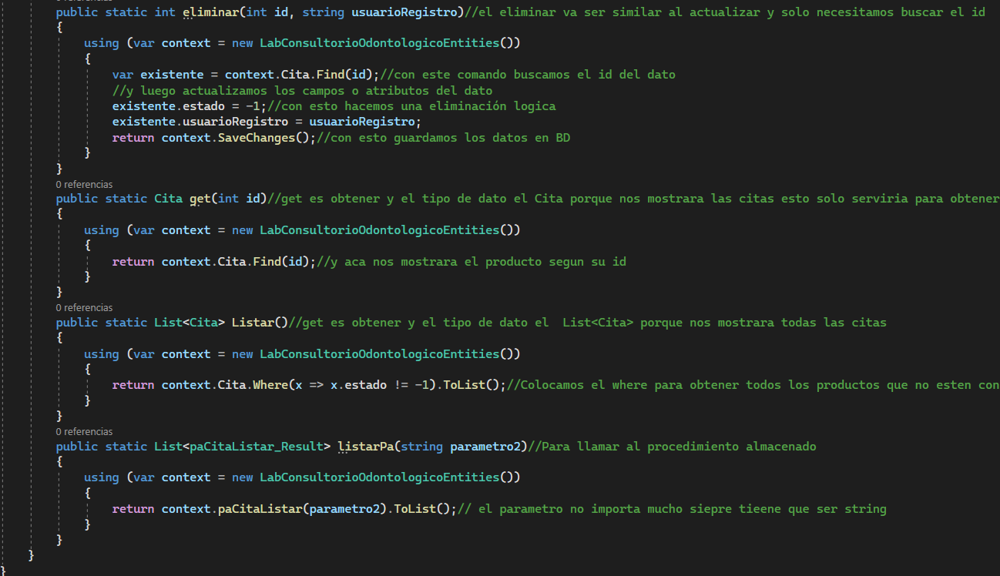 public static int eliminar(int id, string usuarioRegistro)//el eliminar va ser similar al actualizar y solo necesitamos buscar el id
{
using (var context = new LabConsultorioOdontologicoEntities())
{
var existente = context.Cita.Find(id);//con este comando buscamos el id del dato
//y luego actualizamos los campos o atributos del dato
existente.estado = -1;//con esto hacemos una eliminación logica
existente.usuarioRegistro = usuarioRegistro;
return context.SaveChanges();//con esto guardamos los datos en BD
}
}
0 referencias
public static Cita get(int id)//get es obtener y el tipo de dato el Cita porque nos mostrara las citas esto solo serviria para obtener
{
using (var context = new LabConsultorioOdontologicoEntities())
{
return context.Cita.Find(id);//y aca nos mostrara el producto segun su id
}
}
0 referencias
public static List<Cita> Listar()//get es obtener y el tipo de dato el  List<Cita> porque nos mostrara todas las citas
{
using (var context = new LabConsultorioOdontologicoEntities())
{
return context.Cita.Where(x => x.estado != -1).ToList();//Colocamos el where para obtener todos los productos que no esten con
}
}
0 referencias
public static List<paCitaListar_Result> listarPa(string parametro2)//Para llamar al procedimiento almacenado
{
using (var context = new LabConsultorioOdontologicoEntities())
{
return context.paCitaListar(parametro2).ToList();// el parametro no importa mucho siepre tieene que ser string
}
}
}
}